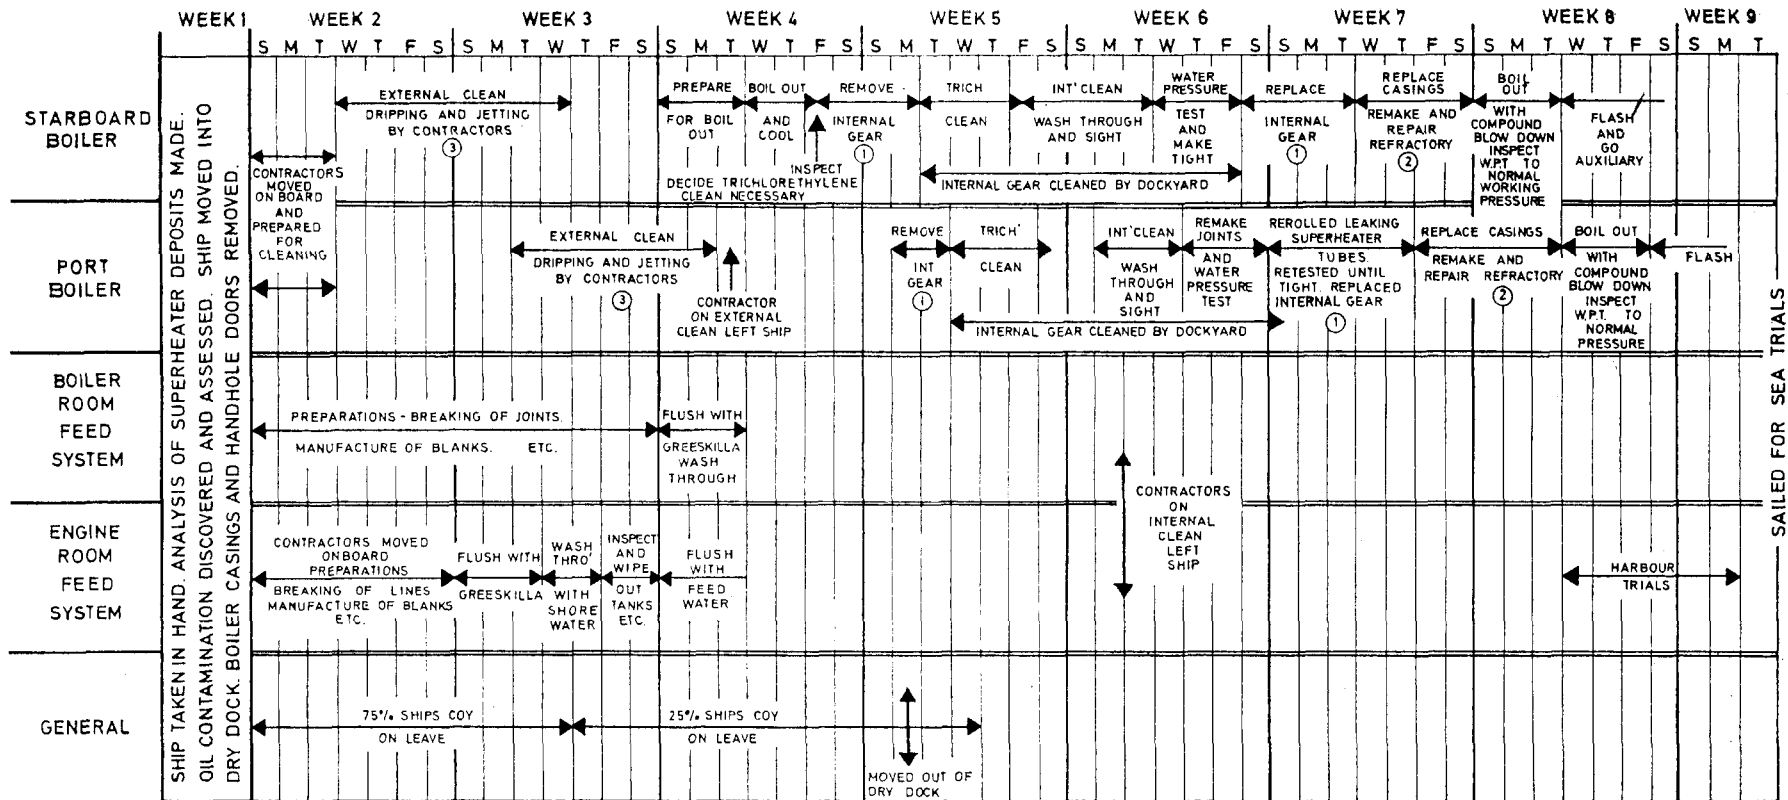 WEEK 1 WEEK 2 WEEK 3 WEEK 4 WEEK 5 WEEK 6 WEEK 7 WEEK 8 WEEK 9
S M T W T F S S M T W T F S S M T W T F S S M T W T F S S M T W T F S S M T W T F S S M T W T F S S M T
SHIP TAKEN IN HAND. ANALYSIS OF SUPERHEATER DEPOSITS MADE.
OIL CONTAMINATION DISCOVERED AND ASSESSED. SHIP MOVED INTO
DRY DOCK. BOILER CASINGS AND HANDHOLE DOORS REMOVED.
STARBOARD
BOILER
CONTRACTORS
MOVED
ON BOARD
AND
PREPARED
FOR
CLEANING
EXTERNAL CLEAN
DRIPPING AND JETTING
BY CONTRACTORS
3
PREPARE
FOR BOIL
OUT
BOIL OUT
AND
COOL
INSPECT
DECIDE TRICHLORETHYLENE
CLEAN NECESSARY
REMOVE
INTERNAL
GEAR
1
TRICH
CLEAN
INT' CLEAN
WASH THROUGH
AND SIGHT
INTERNAL GEAR CLEANED BY DOCKYARD
WATER
PRESSURE
TEST
AND
MAKE
TIGHT
REPLACE
INTERNAL
GEAR
1
REPLACE
CASINGS
REMAKE AND
REPAIR
REFRACTORY
2
BOIL
OUT
WITH
COMPOUND
BLOW DOWN
INSPECT
W.P.T. TO
NORMAL
WORKING
PRESSURE
FLASH
AND
GO
AUXILIARY
PORT
BOILER
EXTERNAL CLEAN
DRIPPING AND JETTING
BY CONTRACTORS
3
CONTRACTOR
ON EXTERNAL
CLEAN LEFT SHIP
REMOVE
INT
GEAR
1
TRICH'
CLEAN
INT' CLEAN
WASH
THROUGH
AND
SIGHT
INTERNAL GEAR CLEANED BY DOCKYARD
REMAKE
JOINTS
AND
WATER
PRESSURE
TEST
REROLLED LEAKING
SUPERHEATER
TUBES.
RETESTED UNTIL
TIGHT. REPLACED
INTERNAL GEAR
1
REPLACE CASINGS
REMAKE AND
REPAIR REFRACTORY
2
BOIL OUT
WITH
COMPOUND
BLOW DOWN
INSPECT
W.P.T. TO
NORMAL
PRESSURE
FLASH
BOILER
ROOM
FEED
SYSTEM
PREPARATIONS - BREAKING OF JOINTS.
MANUFACTURE OF BLANKS. ETC.
FLUSH WITH
GREESKILLA
WASH
THROUGH
CONTRACTORS
ON
INTERNAL
CLEAN
LEFT
SHIP
ENGINE
ROOM
FEED
SYSTEM
CONTRACTORS MOVED
ONBOARD
PREPARATIONS
BREAKING OF LINES
MANUFACTURE OF BLANKS
ETC.
FLUSH WITH
GREESKILLA
WASH
THRO'
WITH
SHORE
WATER
INSPECT
AND
WIPE
OUT
TANKS
ETC.
FLUSH
WITH
FEED
WATER
HARBOUR
TRIALS
GENERAL
75% SHIPS COY
ON LEAVE
25% SHIPS COY
ON LEAVE
MOVED OUT OF
DRY DOCK
SAILED FOR SEA TRIALS